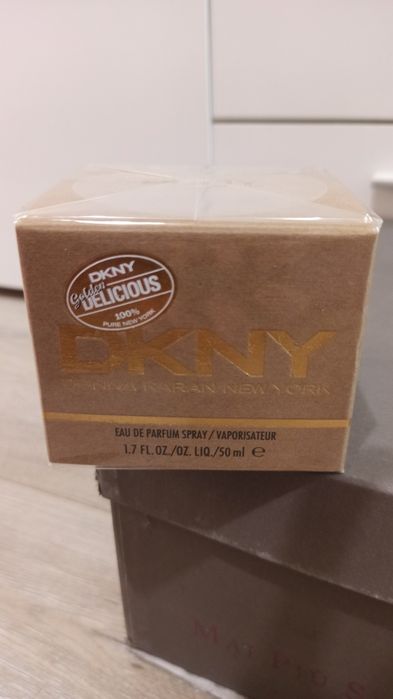 DKNY
Golden
DELICIOUS
100%
PURE NEW YORK
DKNY
DONNA KARAN NEW YORK
EAU DE PARFUM SPRAY/VAPORISATEUR
1.7 FL. OZ./OZ. LIQ./50 ml ℮